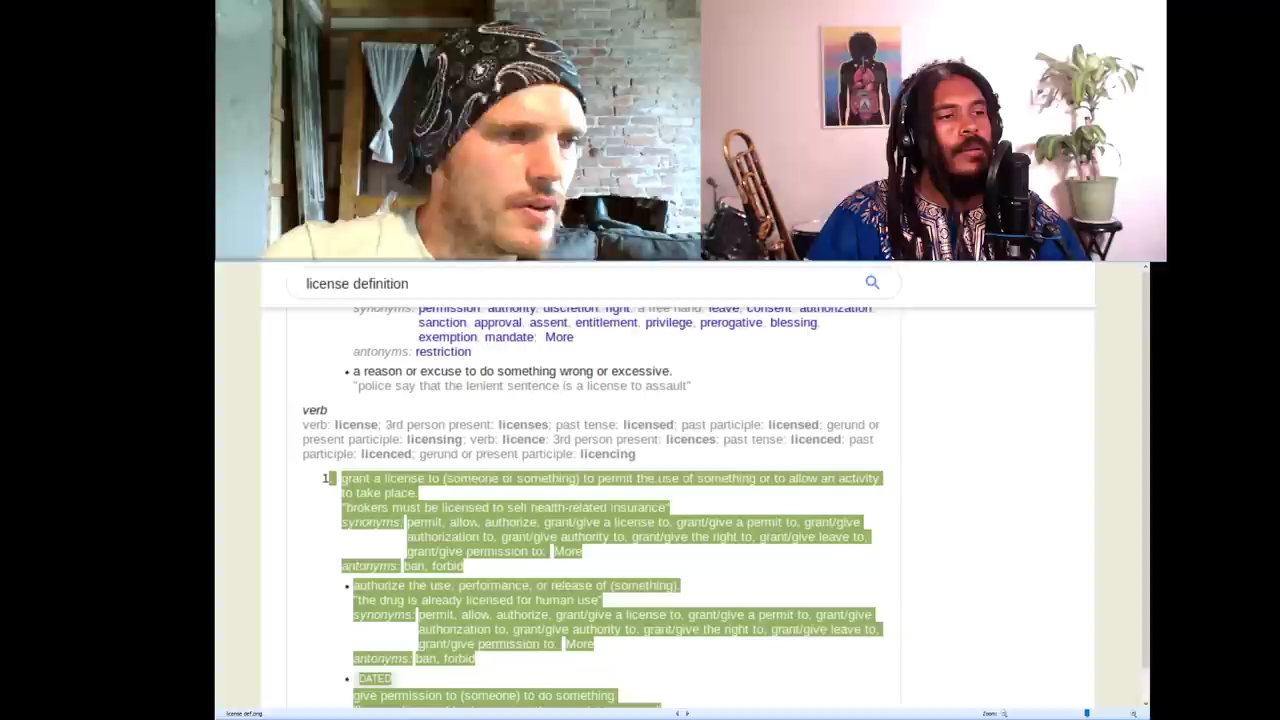 license definition
synonyms: permission, authority, discretion, right, a free hand, leave, consent, authorization,
sanction, approval, assent, entitlement, privilege, prerogative, blessing,
exemption, mandate; More
antonyms: restriction
• a reason or excuse to do something wrong or excessive.
"police say that the lenient sentence is a license to assault"
verb
verb: license; 3rd person present: licenses; past tense: licensed; past participle: licensed; gerund or
present participle: licensing; verb: licence; 3rd person present: licences; past tense: licenced; past
participle: licenced; gerund or present participle: licencing
1. grant a license to (someone or something) to permit the use of something or to allow an activity
to take place.
"brokers must be licensed to sell health-related insurance"
synonyms: permit, allow, authorize, grant/give a license to, grant/give a permit to, grant/give
authorization to, grant/give authority to, grant/give the right to, grant/give leave to,
grant/give permission to; More
antonyms: ban, forbid
• authorize the use, performance, or release of (something).
"the drug is already licensed for human use"
synonyms: permit, allow, authorize, grant/give a license to, grant/give a permit to, grant/give
authorization to, grant/give authority to, grant/give the right to, grant/give leave to,
grant/give permission to; More
antonyms: ban, forbid
• DATED
give permission to (someone) to do something.
license def.png
Zoom: